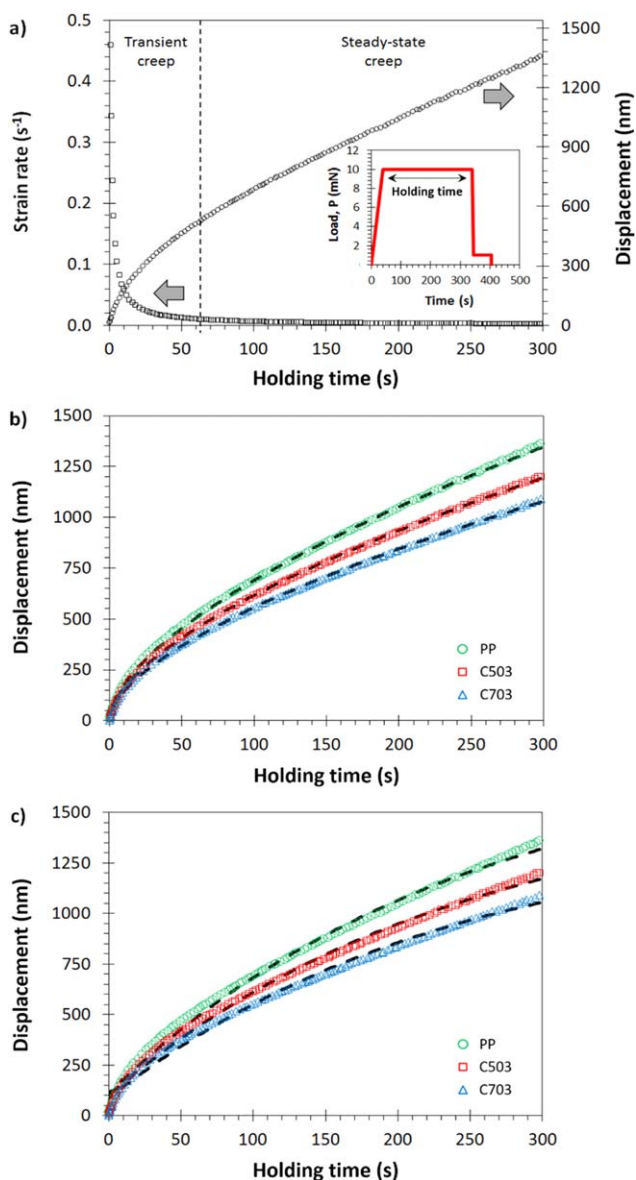 a)
Transient
creep
Steady-state
creep
Strain rate (s⁻¹)
0.5
0.4
0.3
0.2
0.1
0.0
Displacement (nm)
1500
1200
900
600
300
0
Load, P (mN)
12
10
8
6
4
2
Holding time
0 100 200 300 400 500
Time (s)
0 50 100 150 200 250 300
Holding time (s)
b)
Displacement (nm)
1500
1250
1000
750
500
250
0
PP
C503
C703
0 50 100 150 200 250 300
Holding time (s)
c)
Displacement (nm)
1500
1250
1000
750
500
250
0
PP
C503
C703
0 50 100 150 200 250 300
Holding time (s)